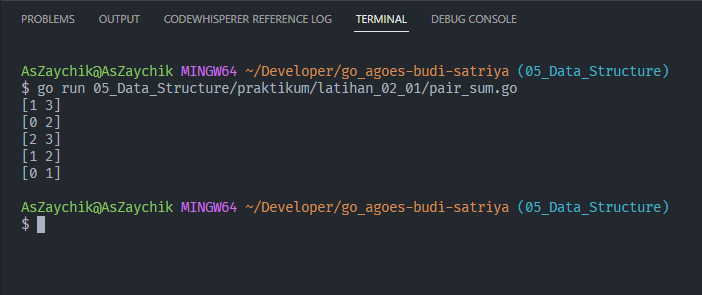 PROBLEMS OUTPUT CODEWHISPERER REFERENCE LOG TERMINAL DEBUG CONSOLE
AsZaychik@AsZaychik MINGW64 ~/Developer/go_agoes-budi-satriya (05_Data_Structure)
$ go run 05_Data_Structure/praktikum/latihan_02_01/pair_sum.go
[1 3]
[0 2]
[2 3]
[1 2]
[0 1]
AsZaychik@AsZaychik MINGW64 ~/Developer/go_agoes-budi-satriya (05_Data_Structure)
$